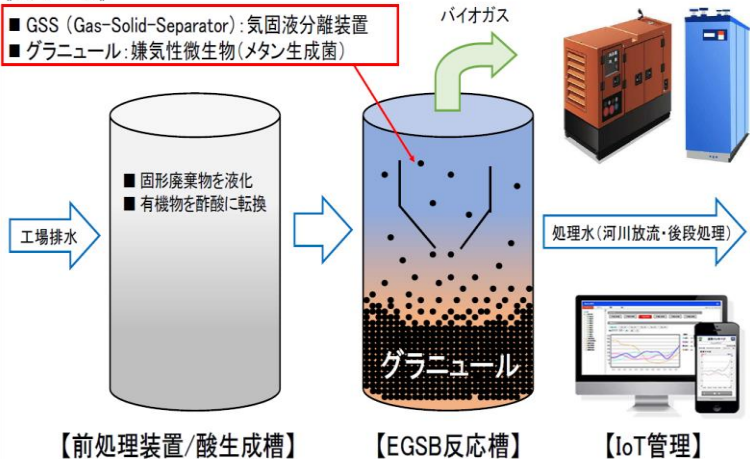 ■ GSS (Gas-Solid-Separator):気固液分離装置
■ グラニュール:嫌気性微生物(メタン生成菌)
バイオガス
■ 固形廃棄物を液化
■ 有機物を酢酸に転換
工場排水
処理水(河川放流・後段処理)
グラニュール
【前処理装置/酸生成槽】
【EGSB反応槽】
【IoT管理】